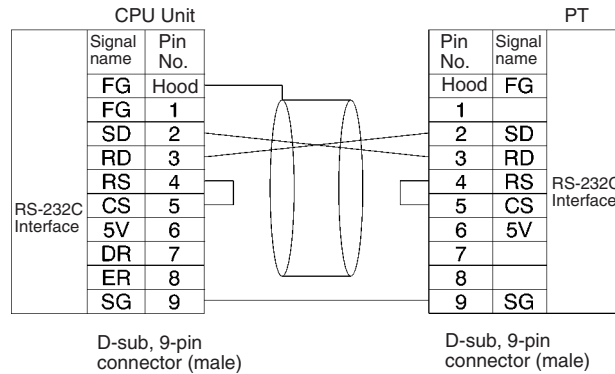 CPU Unit
PT
Signal name Pin No.
Pin No. Signal name
FG Hood
Hood FG
FG 1
1
SD 2
2 SD
RD 3
3 RD
RS 4
4 RS
CS 5
5 CS
5V 6
6 5V
DR 7
7
ER 8
8
SG 9
9 SG
RS-232C
Interface
RS-232C
Interface
D-sub, 9-pin
connector (male)
D-sub, 9-pin
connector (male)